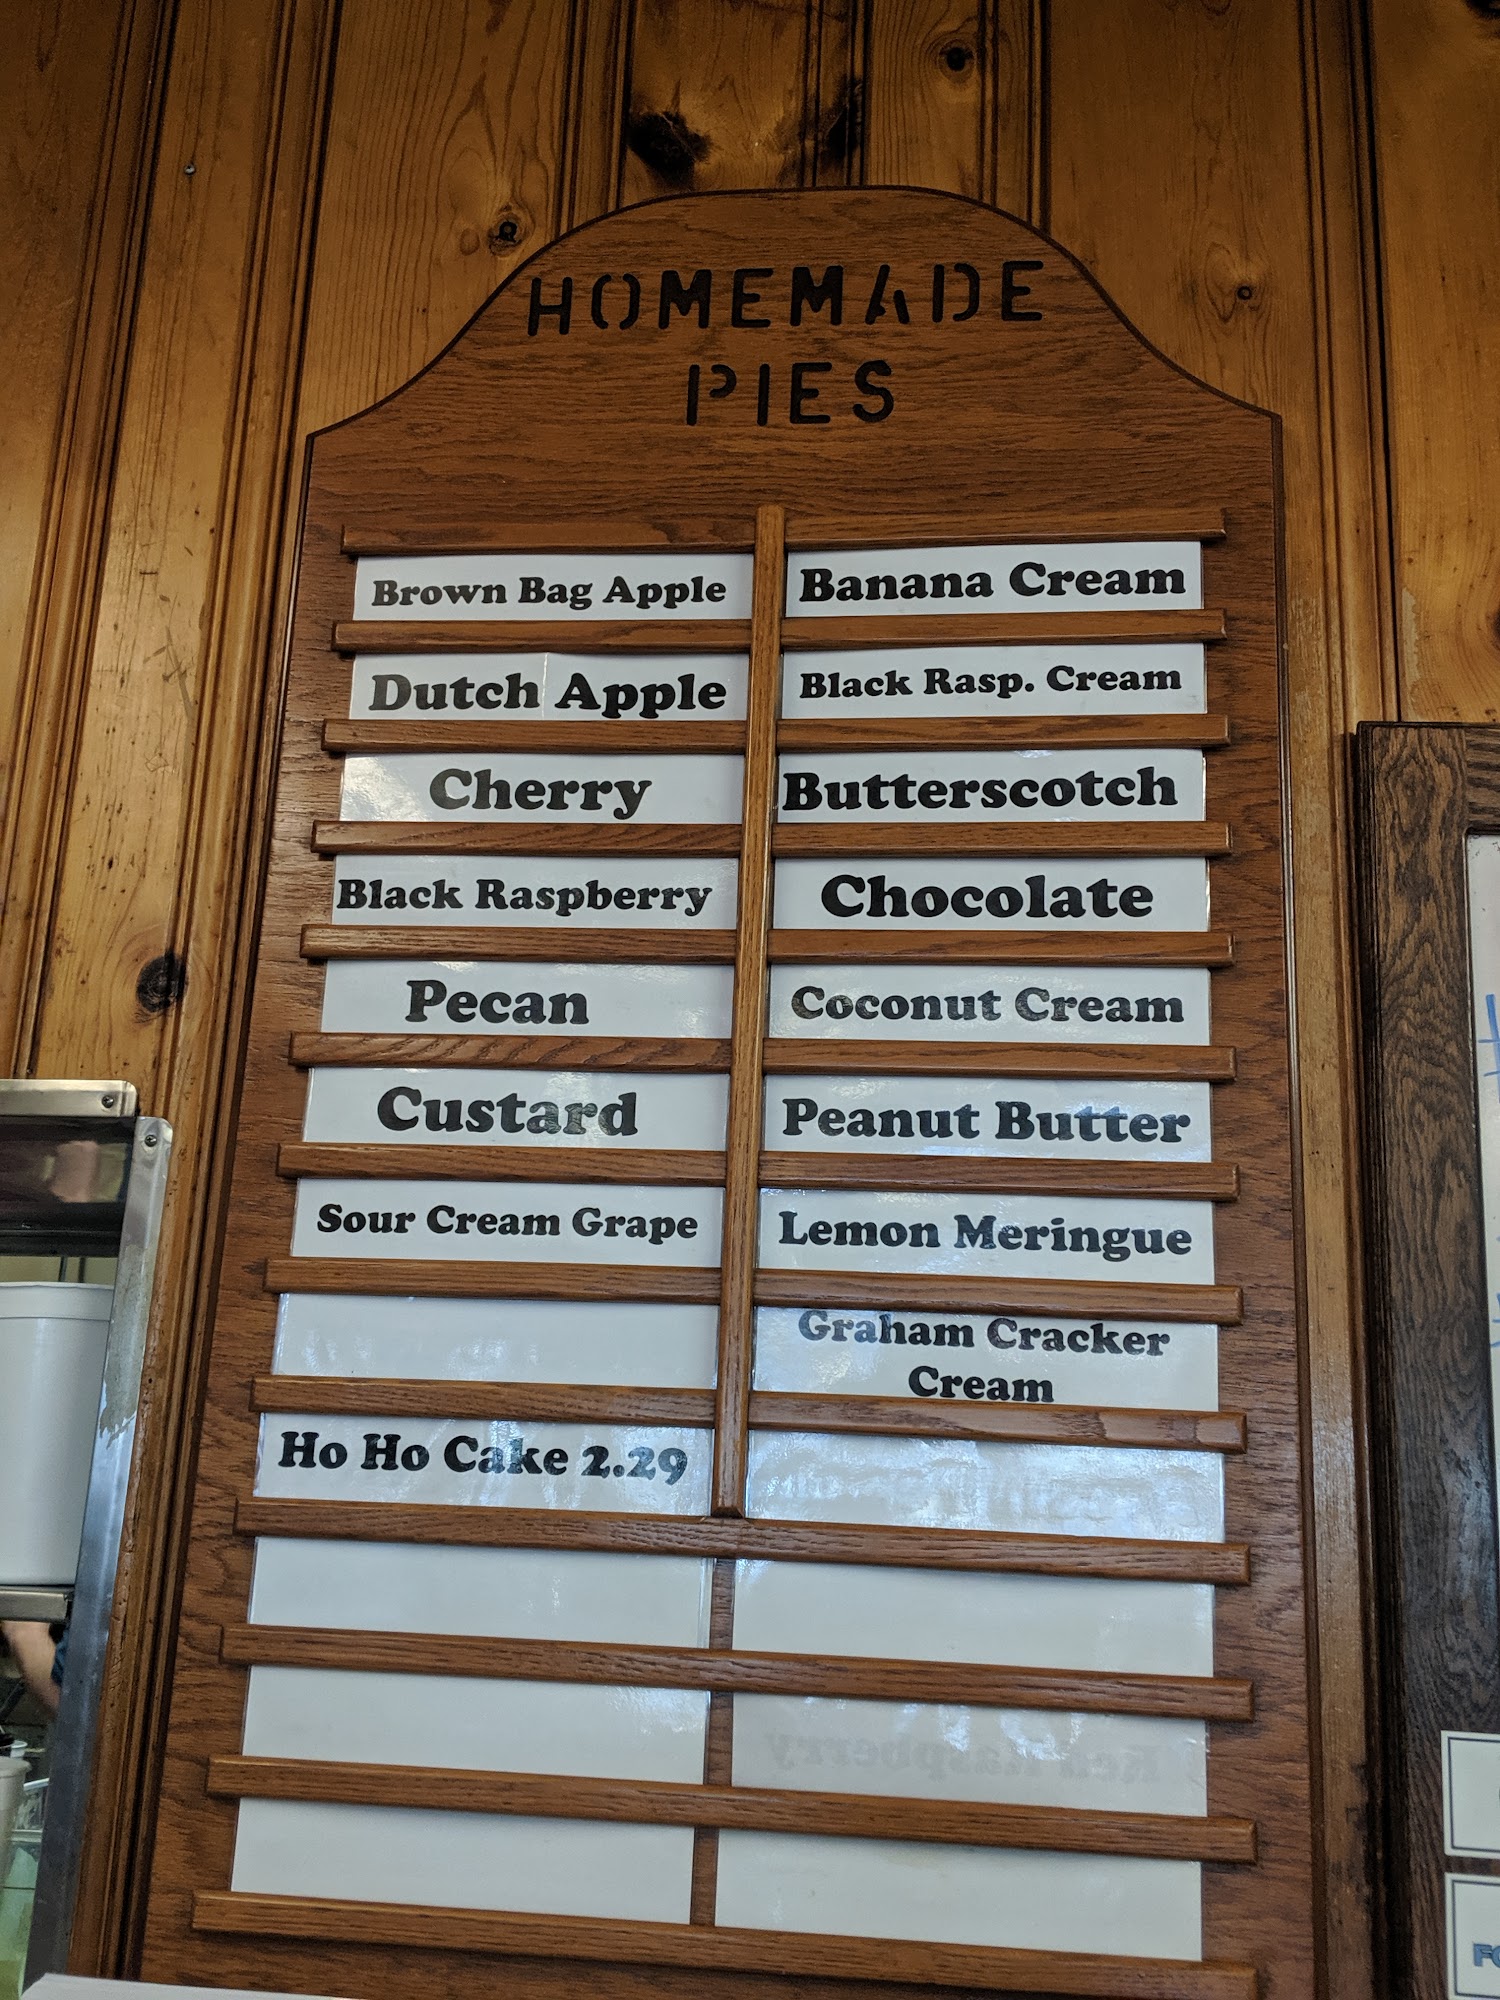 HOMEMADE
PIES
Brown Bag Apple
Dutch Apple
Cherry
Black Raspberry
Pecan
Custard
Sour Cream Grape
Ho Ho Cake 2.29
Banana Cream
Black Rasp. Cream
Butterscotch
Chocolate
Coconut Cream
Peanut Butter
Lemon Meringue
Graham Cracker
Cream